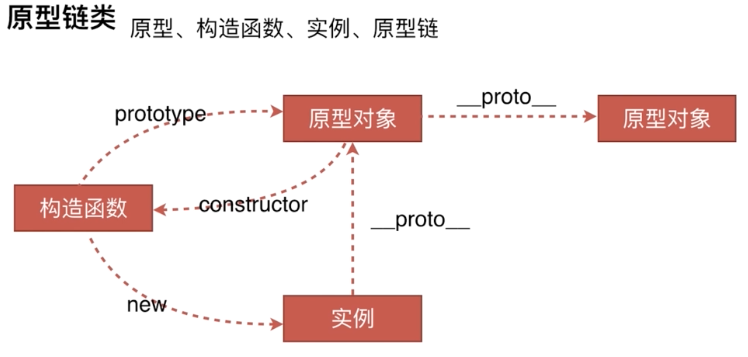 原型链类
原型、构造函数、实例、原型链
prototype
原型对象
__proto__
原型对象
构造函数
constructor
__proto__
new
实例